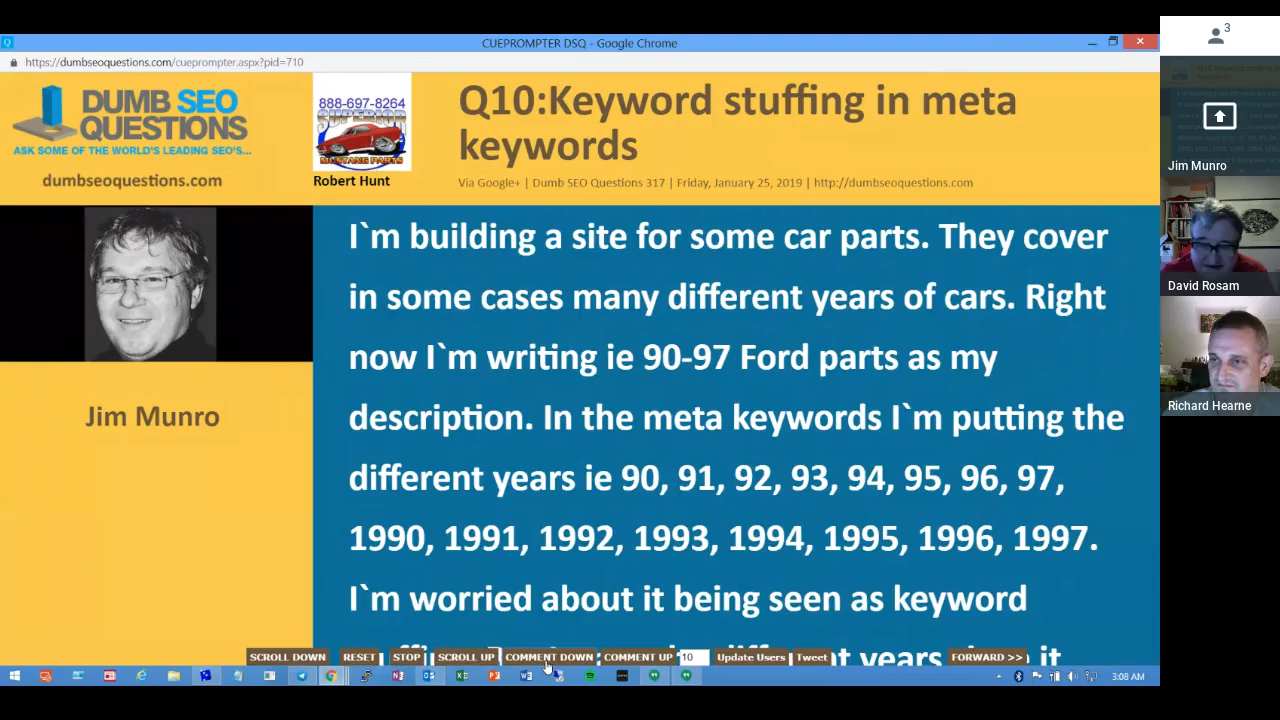 CUEPROMPTER DSQ - Google Chrome
https://dumbseoquestions.com/cueprompter.aspx?pid=710
3
DUMB SEO
QUESTIONS
ASK SOME OF THE WORLD'S LEADING SEO'S...
dumbseoquestions.com
888-697-8264
SUPERIOR
MUSTANG PARTS
Robert Hunt
Q10:Keyword stuffing in meta
keywords
Via Google+ | Dumb SEO Questions 317 | Friday, January 25, 2019 | http://dumbseoquestions.com
Jim Munro
David Rosam
Richard Hearne
Jim Munro
I`m building a site for some car parts. They cover
in some cases many different years of cars. Right
now I`m writing ie 90-97 Ford parts as my
description. In the meta keywords I`m putting the
different years ie 90, 91, 92, 93, 94, 95, 96, 97,
1990, 1991, 1992, 1993, 1994, 1995, 1996, 1997.
I`m worried about it being seen as keyword
years it
SCROLL DOWN RESET STOP SCROLL UP COMMENT DOWN COMMENT UP 10 Update Users Tweet FORWARD >>
3:08 AM